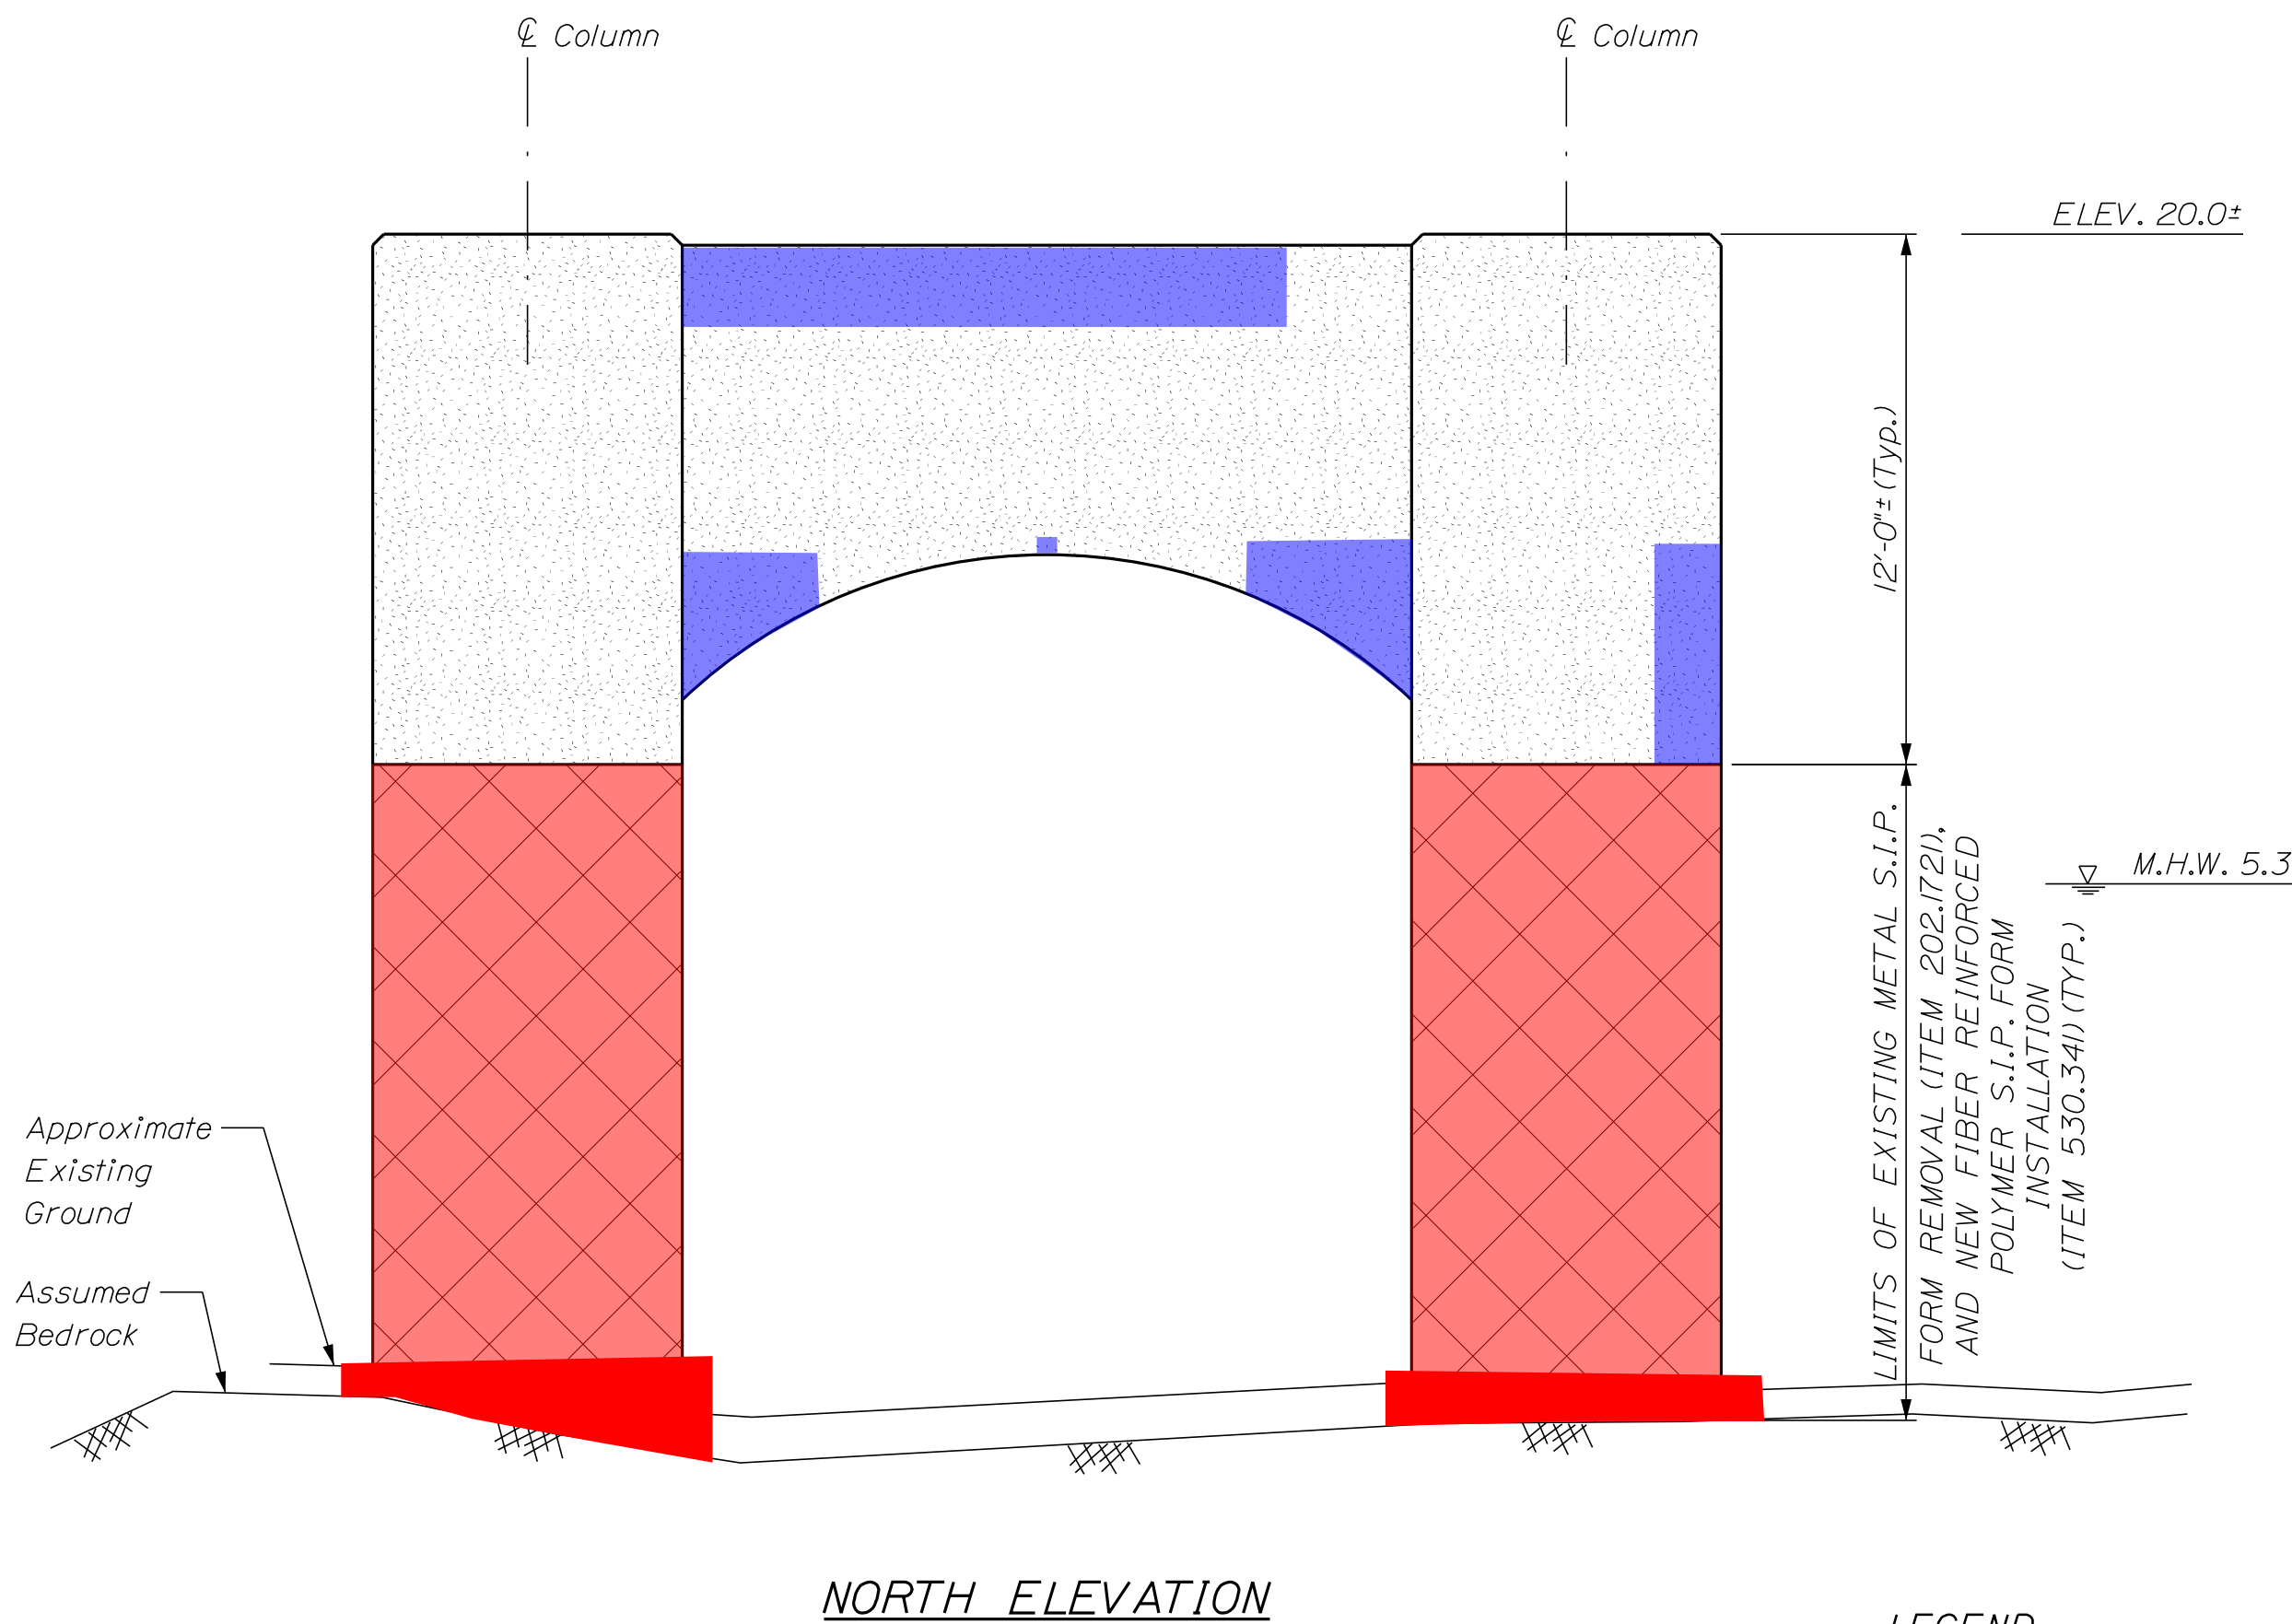 ℄ Column
℄ Column
ELEV. 20.0±
12'-0"± (Typ.)
M.H.W. 5.3
LIMITS OF EXISTING METAL S.I.P.
FORM REMOVAL (ITEM 202.1721),
AND NEW FIBER REINFORCED
POLYMER S.I.P. FORM
INSTALLATION
(ITEM 530.341) (TYP.)
Approximate
Existing
Ground
Assumed
Bedrock
NORTH ELEVATION
LEGEND